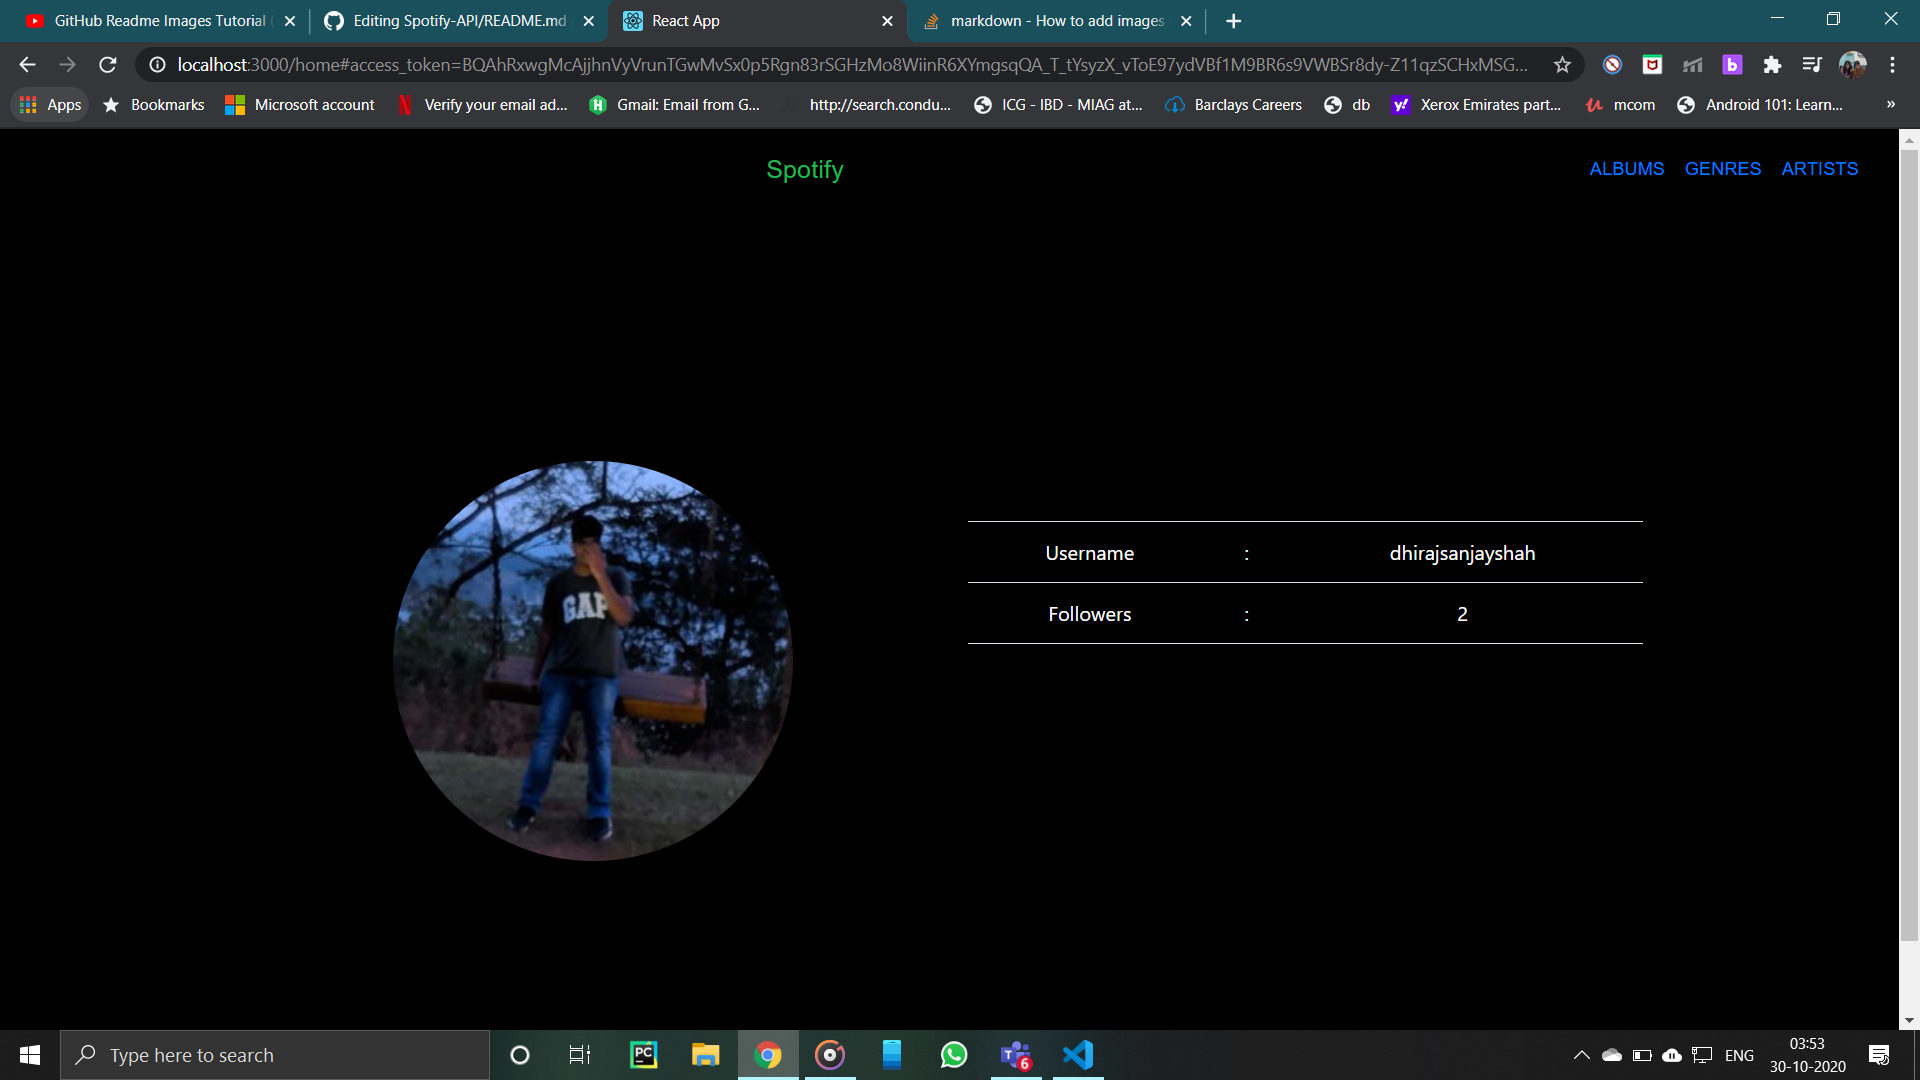 GitHub Readme Images Tutorial
Editing Spotify-API/README.md
React App
markdown - How to add images
localhost:3000/home#access_token=BQAhRxwgMcAjjhnVyVrunTGwMvSx0p5Rgn83rSGHzMo8WiinR6XYmgsqQA_T_tYsyzX_vToE97ydVBf1M9BR6s9VWBSr8dy-Z11qzSCHxMSG...
Apps
Bookmarks
Microsoft account
Verify your email ad...
Gmail: Email from G...
http://search.condu...
ICG - IBD - MIAG at...
Barclays Careers
db
Xerox Emirates part...
mcom
Android 101: Learn...
»
Spotify
ALBUMS GENRES ARTISTS
GAP
Username : dhirajsanjayshah
Followers : 2
Type here to search
PC
6
ENG
03:53
30-10-2020